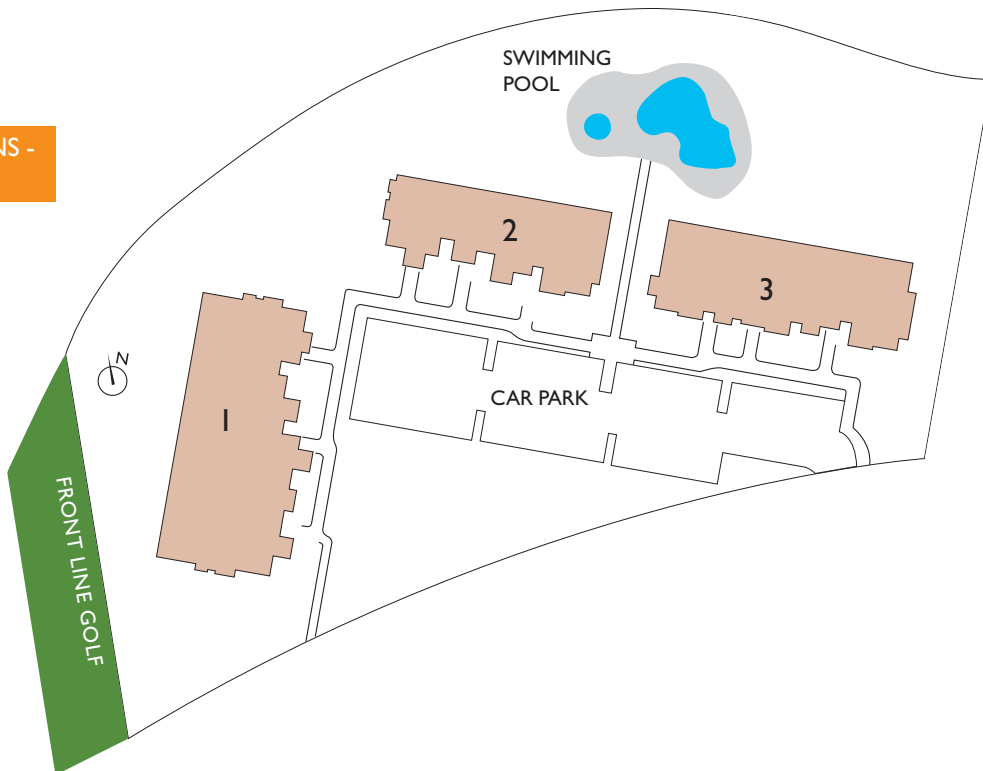 SWIMMING
POOL
NS -
2
3
N
CAR PARK
1
FRONT LINE GOLF